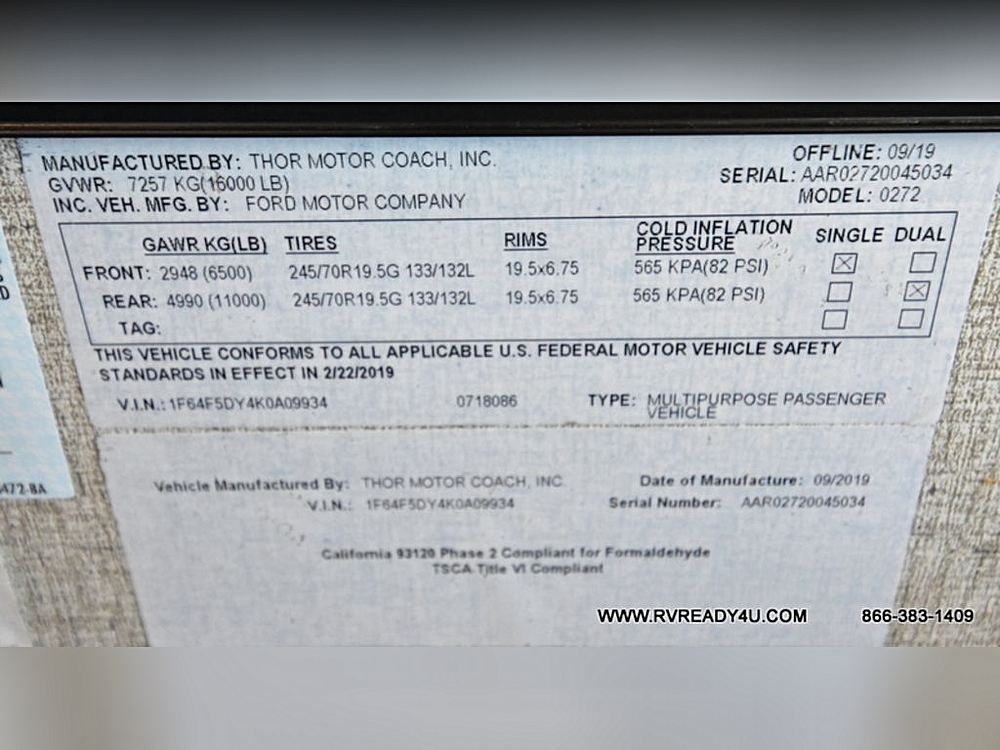 MANUFACTURED BY: THOR MOTOR COACH, INC.
OFFLINE: 09/19
GVWR: 7257 KG(16000 LB)
SERIAL: AAR02720045034
INC. VEH. MFG. BY: FORD MOTOR COMPANY
MODEL: 0272
GAWR KG(LB) TIRES RIMS COLD INFLATION PRESSURE SINGLE DUAL
FRONT: 2948 (6500) 245/70R19.5G 133/132L 19.5x6.75 565 KPA(82 PSI)
REAR: 4990 (11000) 245/70R19.5G 133/132L 19.5x6.75 565 KPA(82 PSI)
TAG:
THIS VEHICLE CONFORMS TO ALL APPLICABLE U.S. FEDERAL MOTOR VEHICLE SAFETY
STANDARDS IN EFFECT IN 2/22/2019
V.I.N.: 1F64F5DY4K0A09934 0718086 TYPE: MULTIPURPOSE PASSENGER
VEHICLE
Vehicle Manufactured By: THOR MOTOR COACH, INC. Date of Manufacture: 09/2019
V.I.N.: 1F64F5DY4K0A09934 Serial Number: AAR02720045034
California 93120 Phase 2 Compliant for Formaldehyde
TSCA Title VI Compliant
WWW.RVREADY4U.COM 866-383-1409